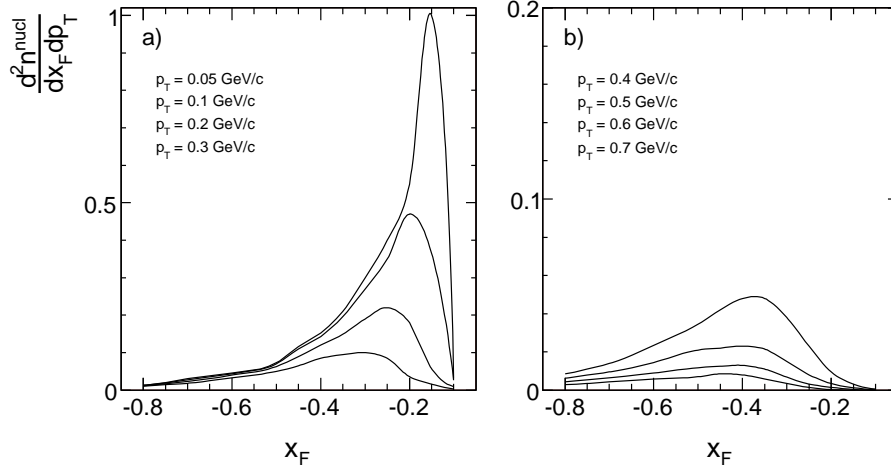 d²n^nucl
dx_F dp_T
a)
p_T = 0.05 GeV/c
p_T = 0.1 GeV/c
p_T = 0.2 GeV/c
p_T = 0.3 GeV/c
1
0.5
0
-0.8 -0.6 -0.4 -0.2
x_F
b)
p_T = 0.4 GeV/c
p_T = 0.5 GeV/c
p_T = 0.6 GeV/c
p_T = 0.7 GeV/c
0.2
0.1
0
-0.8 -0.6 -0.4 -0.2
x_F